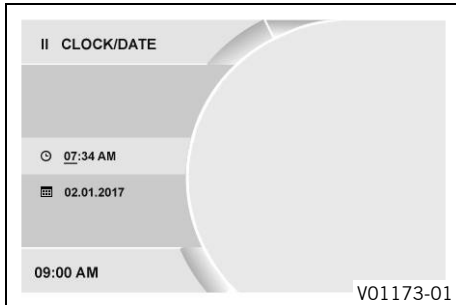 II CLOCK/DATE
07:34 AM
02.01.2017
09:00 AM
V01173-01